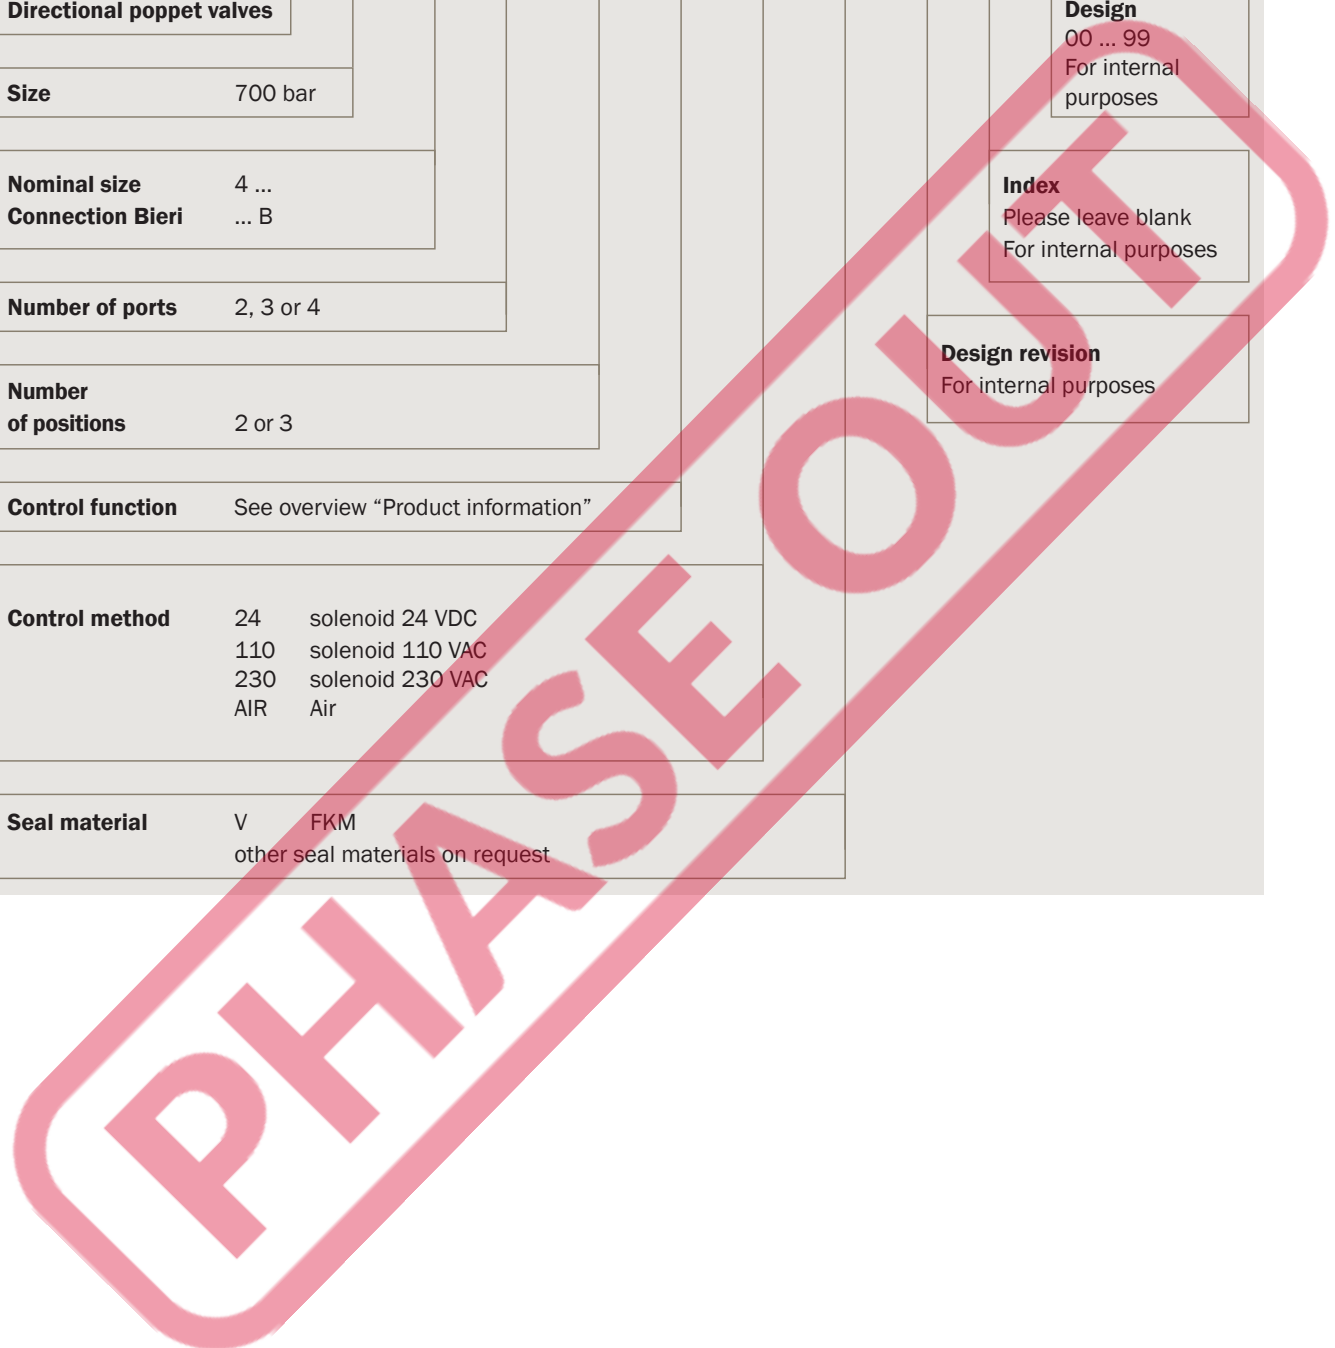 Directional poppet valves
Size 700 bar
Nominal size 4 ...
Connection Bieri ... B
Number of ports 2, 3 or 4
Number
of positions 2 or 3
Control function See overview “Product information”
Control method 24 solenoid 24 VDC
110 solenoid 110 VAC
230 solenoid 230 VAC
AIR Air
Seal material V FKM
other seal materials on request
Design
00 ... 99
For internal
purposes
Index
Please leave blank
For internal purposes
Design revision
For internal purposes
PHASE OUT